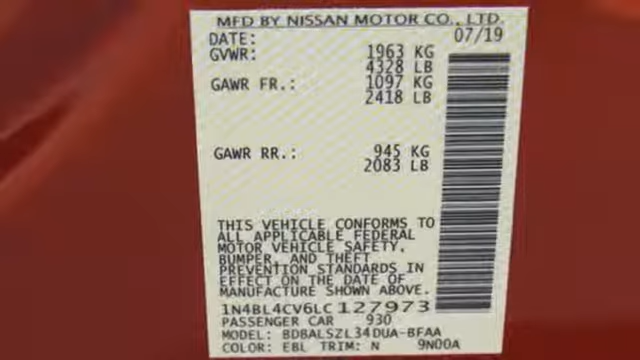 MFD BY NISSAN MOTOR CO., LTD.
DATE: 07/19
GVWR: 1963 KG
4328 LB
GAWR FR.: 1097 KG
2418 LB
GAWR RR.: 945 KG
2083 LB
THIS VEHICLE CONFORMS TO
ALL APPLICABLE FEDERAL
MOTOR VEHICLE SAFETY,
BUMPER, AND THEFT
PREVENTION STANDARDS IN
EFFECT ON THE DATE OF
MANUFACTURE SHOWN ABOVE.
1N4BL4CV6LC127973
PASSENGER CAR 930
MODEL: BDBALSZL34DUA-BFAA
COLOR: EBL TRIM: N 9N00A